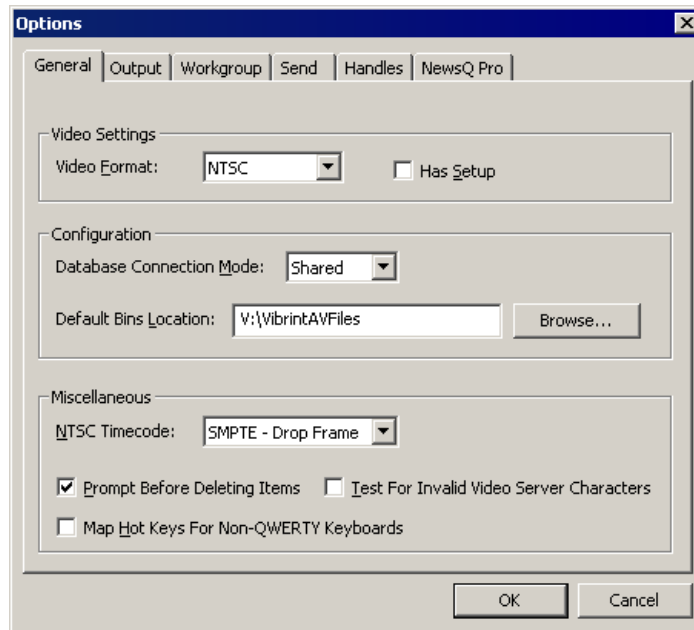 Options
General Output Workgroup Send Handles NewsQ Pro
Video Settings
Video Format: NTSC Has Setup
Configuration
Database Connection Mode: Shared
Default Bins Location: V:\VibrintAVFiles Browse...
Miscellaneous
NTSC Timecode: SMPTE - Drop Frame
Prompt Before Deleting Items Test For Invalid Video Server Characters
Map Hot Keys For Non-QWERTY Keyboards
OK Cancel